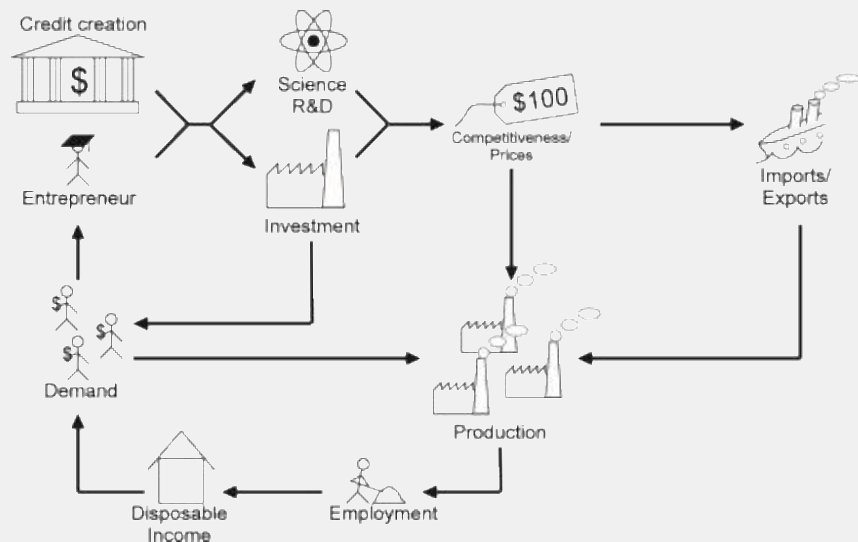 Credit creation
$
Science
R&D
$100
Competitiveness/
Prices
Imports/
Exports
Entrepreneur
Investment
$
$
$
Demand
Production
Disposable
Income
Employment